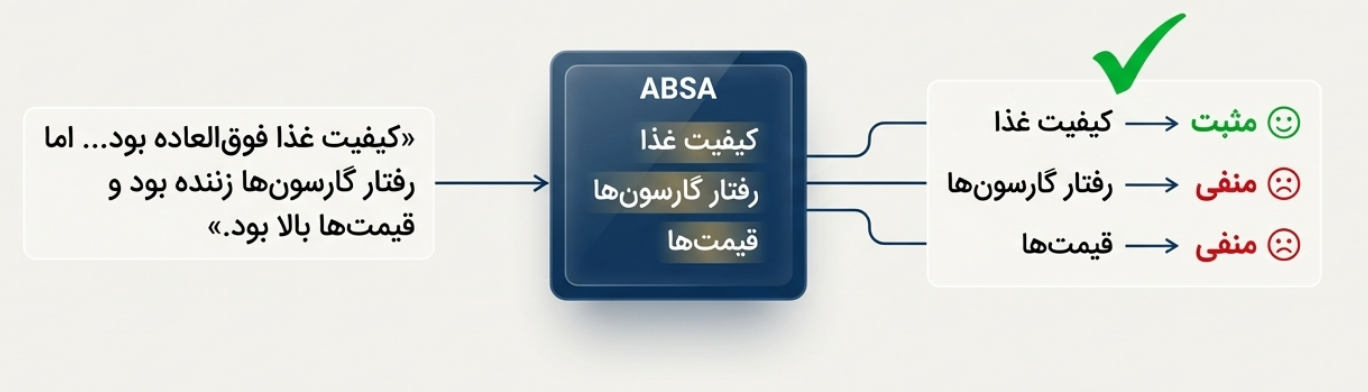 «کیفیت غذا فوق‌العاده بود... اما
رفتار گارسون‌ها زننده بود و
قیمت‌ها بالا بود.»
ABSA
کیفیت غذا
رفتار گارسون‌ها
قیمت‌ها
کیفیت غذا → مثبت
رفتار گارسون‌ها → منفی
قیمت‌ها → منفی